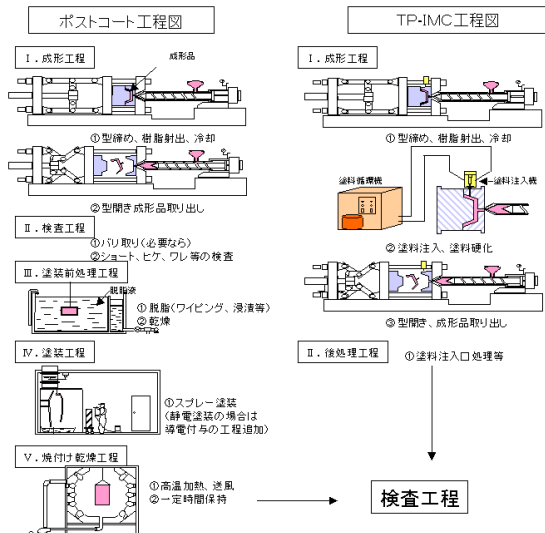 ポストコート工程図
Ⅰ．成形工程
成形品
①型締め、樹脂射出、冷却
②型開き成形品取り出し
Ⅱ．検査工程
①バリ取り(必要なら)
②ショート、ヒケ、ワレ等の検査
Ⅲ．塗装前処理工程
脱脂液
①脱脂(ワイピング、浸漬等)
②乾燥
Ⅳ．塗装工程
①スプレー塗装
(静電塗装の場合は
導電付与の工程追加)
Ⅴ．焼付け乾燥工程
①高温加熱、送風
②一定時間保持
TP-IMC工程図
Ⅰ．成形工程
①型締め、樹脂射出、冷却
塗料循環機
塗料注入機
②塗料注入、塗料硬化
③型開き、成形品取り出し
Ⅱ．後処理工程
①塗料注入口処理等
検査工程